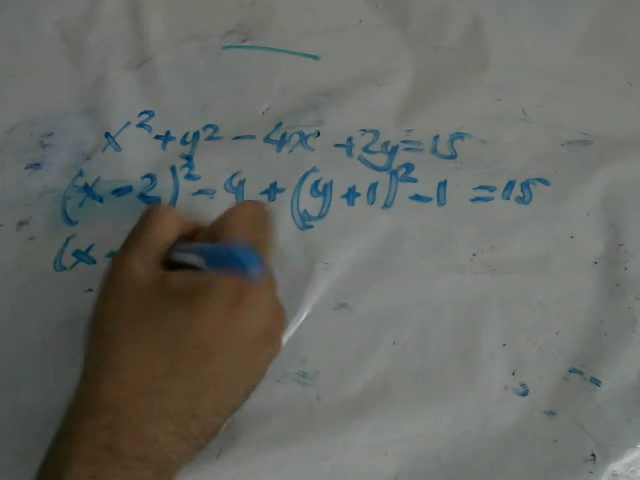 x² + y² - 4x + 2y = 15
(x - 2)² - 4 + (y + 1)² - 1 = 15
(x -